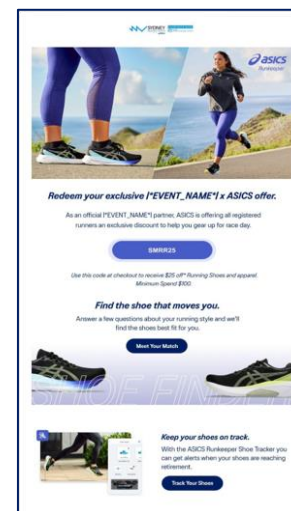 SYDNEY
asics
Runkeeper
Redeem your exclusive |*EVENT_NAME*| x ASICS offer.
As an official |*EVENT_NAME*| partner, ASICS is offering all registered
runners an exclusive discount to help you gear up for race day.
SMRR25
Use this code at checkout to receive $25 off* Running Shoes and apparel.
Minimum Spend $100.
Find the shoe that moves you.
Answer a few questions about your running style and we'll
find the shoes best fit for you.
Meet Your Match
SHOE FINDER
Keep your shoes on track.
With the ASICS Runkeeper Shoe Tracker you
can get alerts when your shoes are reaching
retirement.
Track Your Shoes